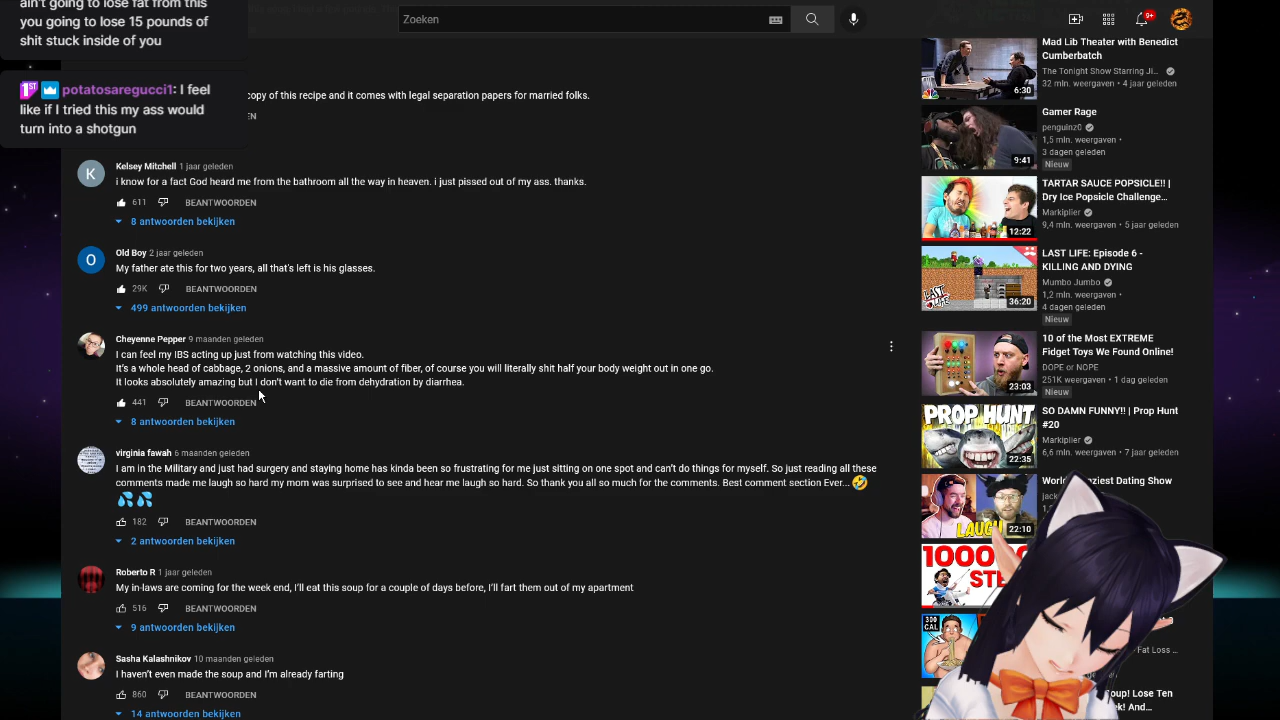 ain't going to lose fat from this
you going to lose 15 pounds of
shit stuck inside of you
potatosaregucci1: I feel
like if I tried this my ass would
turn into a shotgun
Zoeken
9+
copy of this recipe and it comes with legal separation papers for married folks.
Kelsey Mitchell 1 jaar geleden
i know for a fact God heard me from the bathroom all the way in heaven. i just pissed out of my ass. thanks.
611 BEANTWOORDEN
8 antwoorden bekijken
Old Boy 2 jaar geleden
My father ate this for two years, all that's left is his glasses.
29K BEANTWOORDEN
499 antwoorden bekijken
Cheyenne Pepper 9 maanden geleden
I can feel my IBS acting up just from watching this video.
It's a whole head of cabbage, 2 onions, and a massive amount of fiber, of course you will literally shit half your body weight out in one go.
It looks absolutely amazing but I don't want to die from dehydration by diarrhea.
441 BEANTWOORDEN
8 antwoorden bekijken
virginia fawah 6 maanden geleden
I am in the Military and just had surgery and staying home has kinda been so frustrating for me just sitting on one spot and can't do things for myself. So just reading all these
comments made me laugh so hard my mom was surprised to see and hear me laugh so hard. So thank you all so much for the comments. Best comment section Ever... 🤣
💦💦
182 BEANTWOORDEN
2 antwoorden bekijken
Roberto R 1 jaar geleden
My in-laws are coming for the week end, I'll eat this soup for a couple of days before, I'll fart them out of my apartment
516 BEANTWOORDEN
9 antwoorden bekijken
Sasha Kalashnikov 10 maanden geleden
I haven't even made the soup and I'm already farting
860 BEANTWOORDEN
14 antwoorden bekijken
Mad Lib Theater with Benedict
Cumberbatch
The Tonight Show Starring Ji...
32 mln. weergaven • 4 jaar geleden
6:30
Gamer Rage
penguinz0
1,5 mln. weergaven •
3 dagen geleden
Nieuw
9:41
TARTAR SAUCE POPSICLE!! |
Dry Ice Popsicle Challenge...
Markiplier
9,4 mln. weergaven • 5 jaar geleden
12:22
LAST LIFE: Episode 6 -
KILLING AND DYING
Mumbo Jumbo
1,2 mln. weergaven •
4 dagen geleden
Nieuw
LAST LIFE
36:20
10 of the Most EXTREME
Fidget Toys We Found Online!
DOPE or NOPE
251K weergaven • 1 dag geleden
Nieuw
23:03
SO DAMN FUNNY!! | Prop Hunt
#20
Markiplier
6,6 mln. weergaven • 7 jaar geleden
PROP HUNT
22:35
Craziest Dating Show
22:10
300
CAL
Fat Loss ...
Soup! Lose Ten
And...